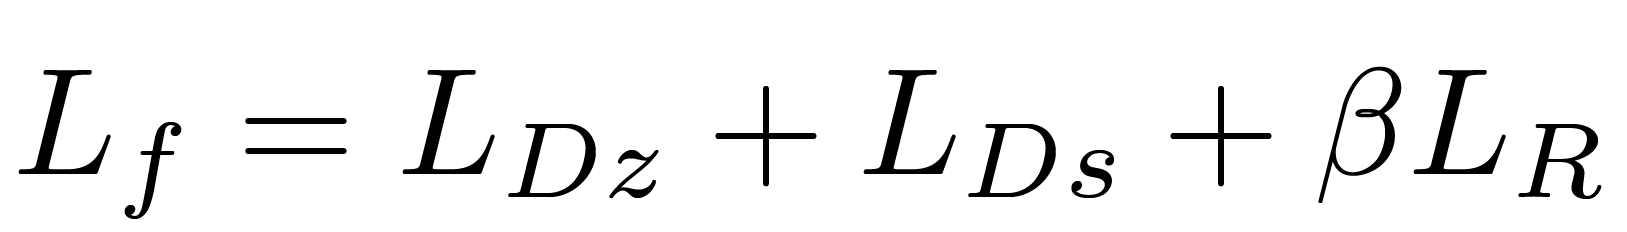 L_f = L_{Dz} + L_{Ds} + βL_R